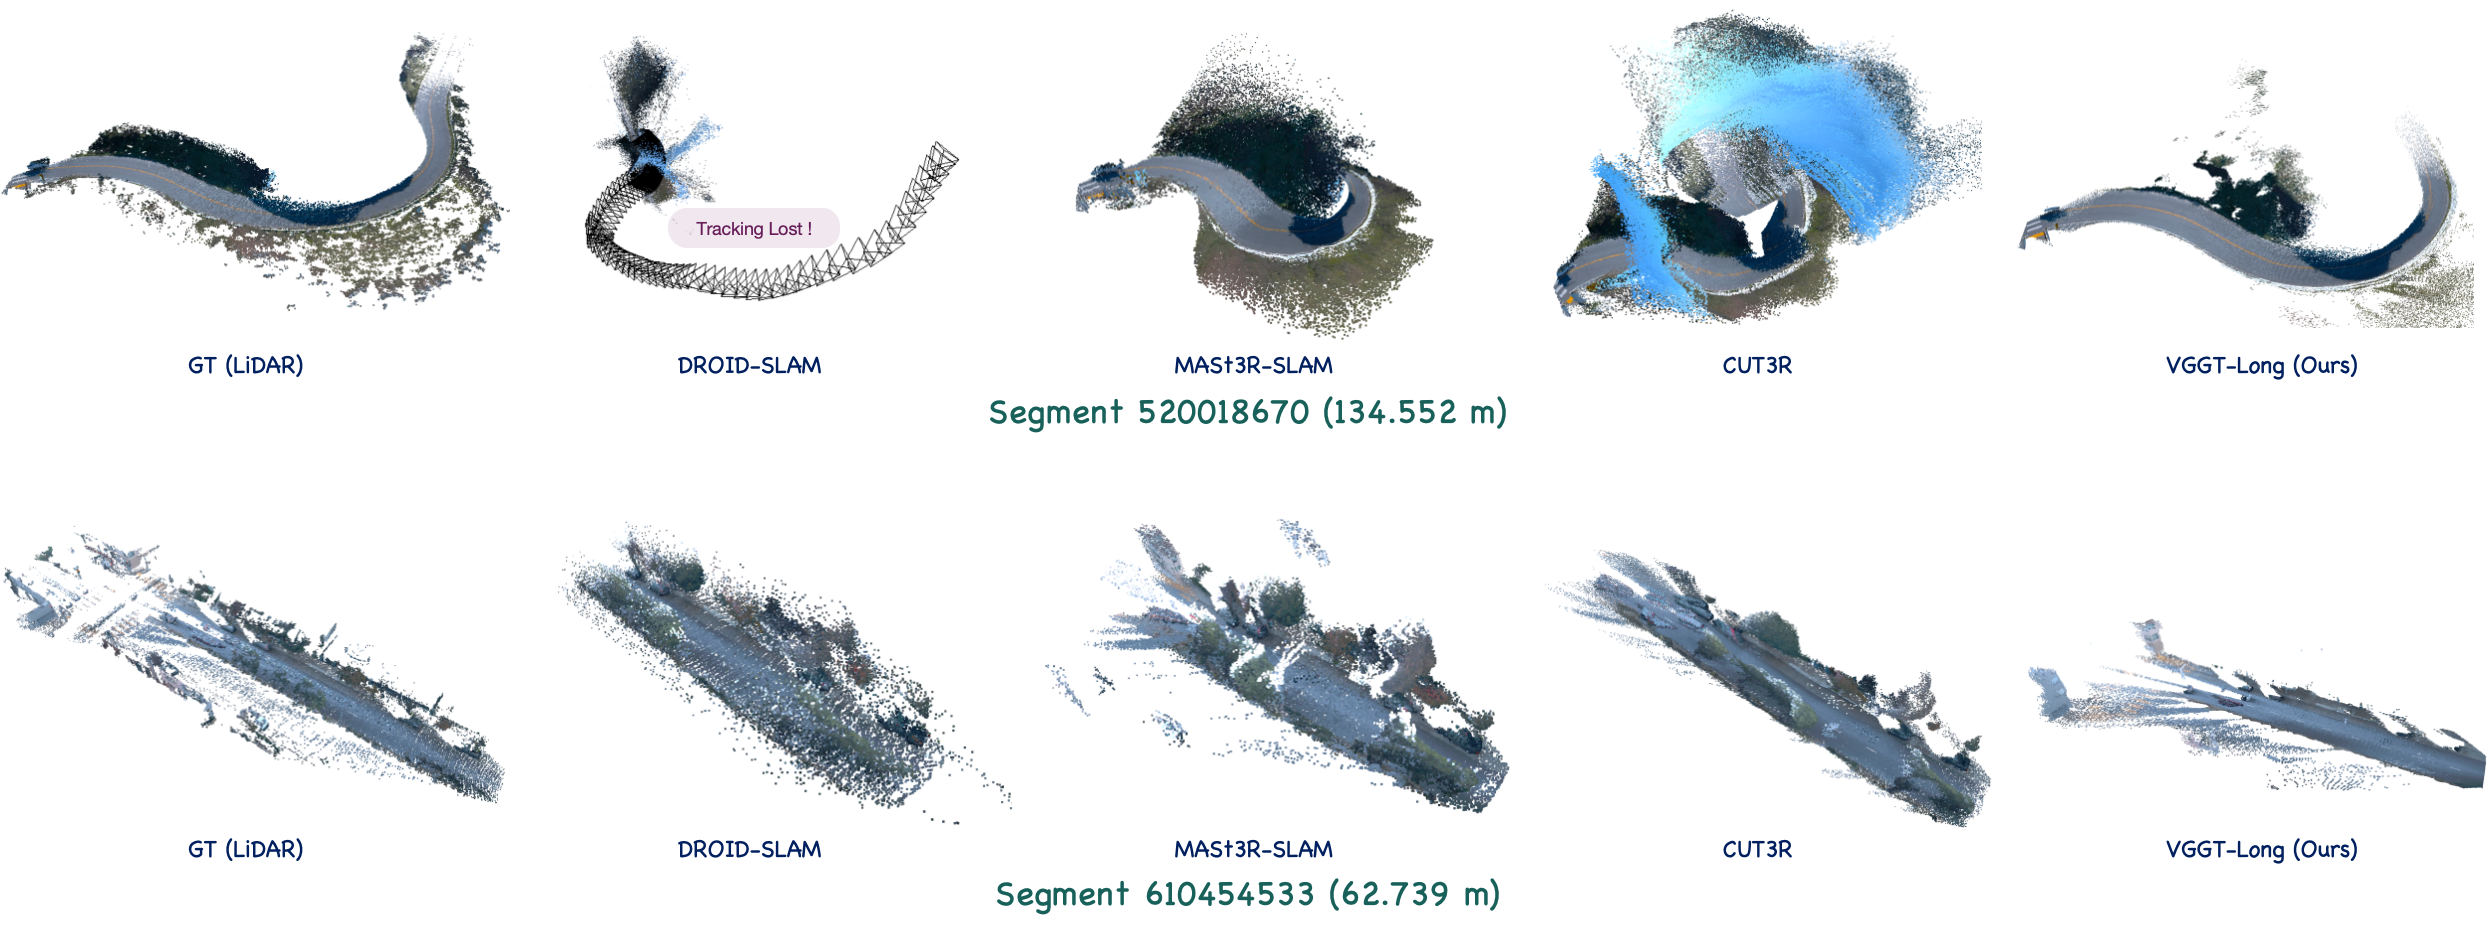 Tracking Lost !
GT (LiDAR)
DROID-SLAM
MASt3R-SLAM
CUT3R
VGGT-Long (Ours)
Segment 520018670 (134.552 m)
GT (LiDAR)
DROID-SLAM
MASt3R-SLAM
CUT3R
VGGT-Long (Ours)
Segment 610454533 (62.739 m)